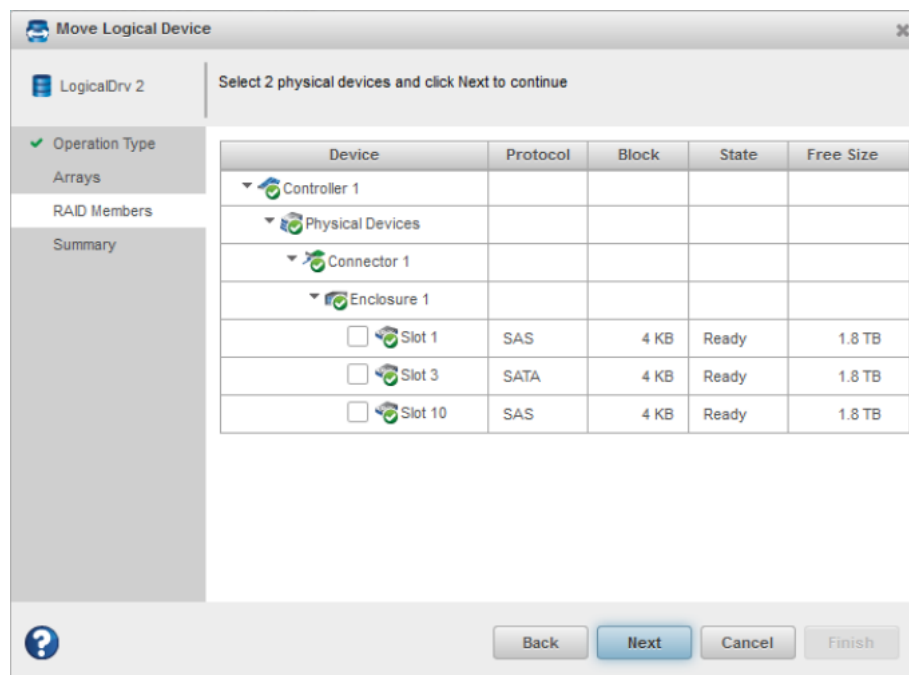 Move Logical Device
LogicalDrv 2
Select 2 physical devices and click Next to continue
Operation Type
Arrays
RAID Members
Summary
Device Protocol Block State Free Size
Controller 1
Physical Devices
Connector 1
Enclosure 1
Slot 1 SAS 4 KB Ready 1.8 TB
Slot 3 SATA 4 KB Ready 1.8 TB
Slot 10 SAS 4 KB Ready 1.8 TB
? Back Next Cancel Finish